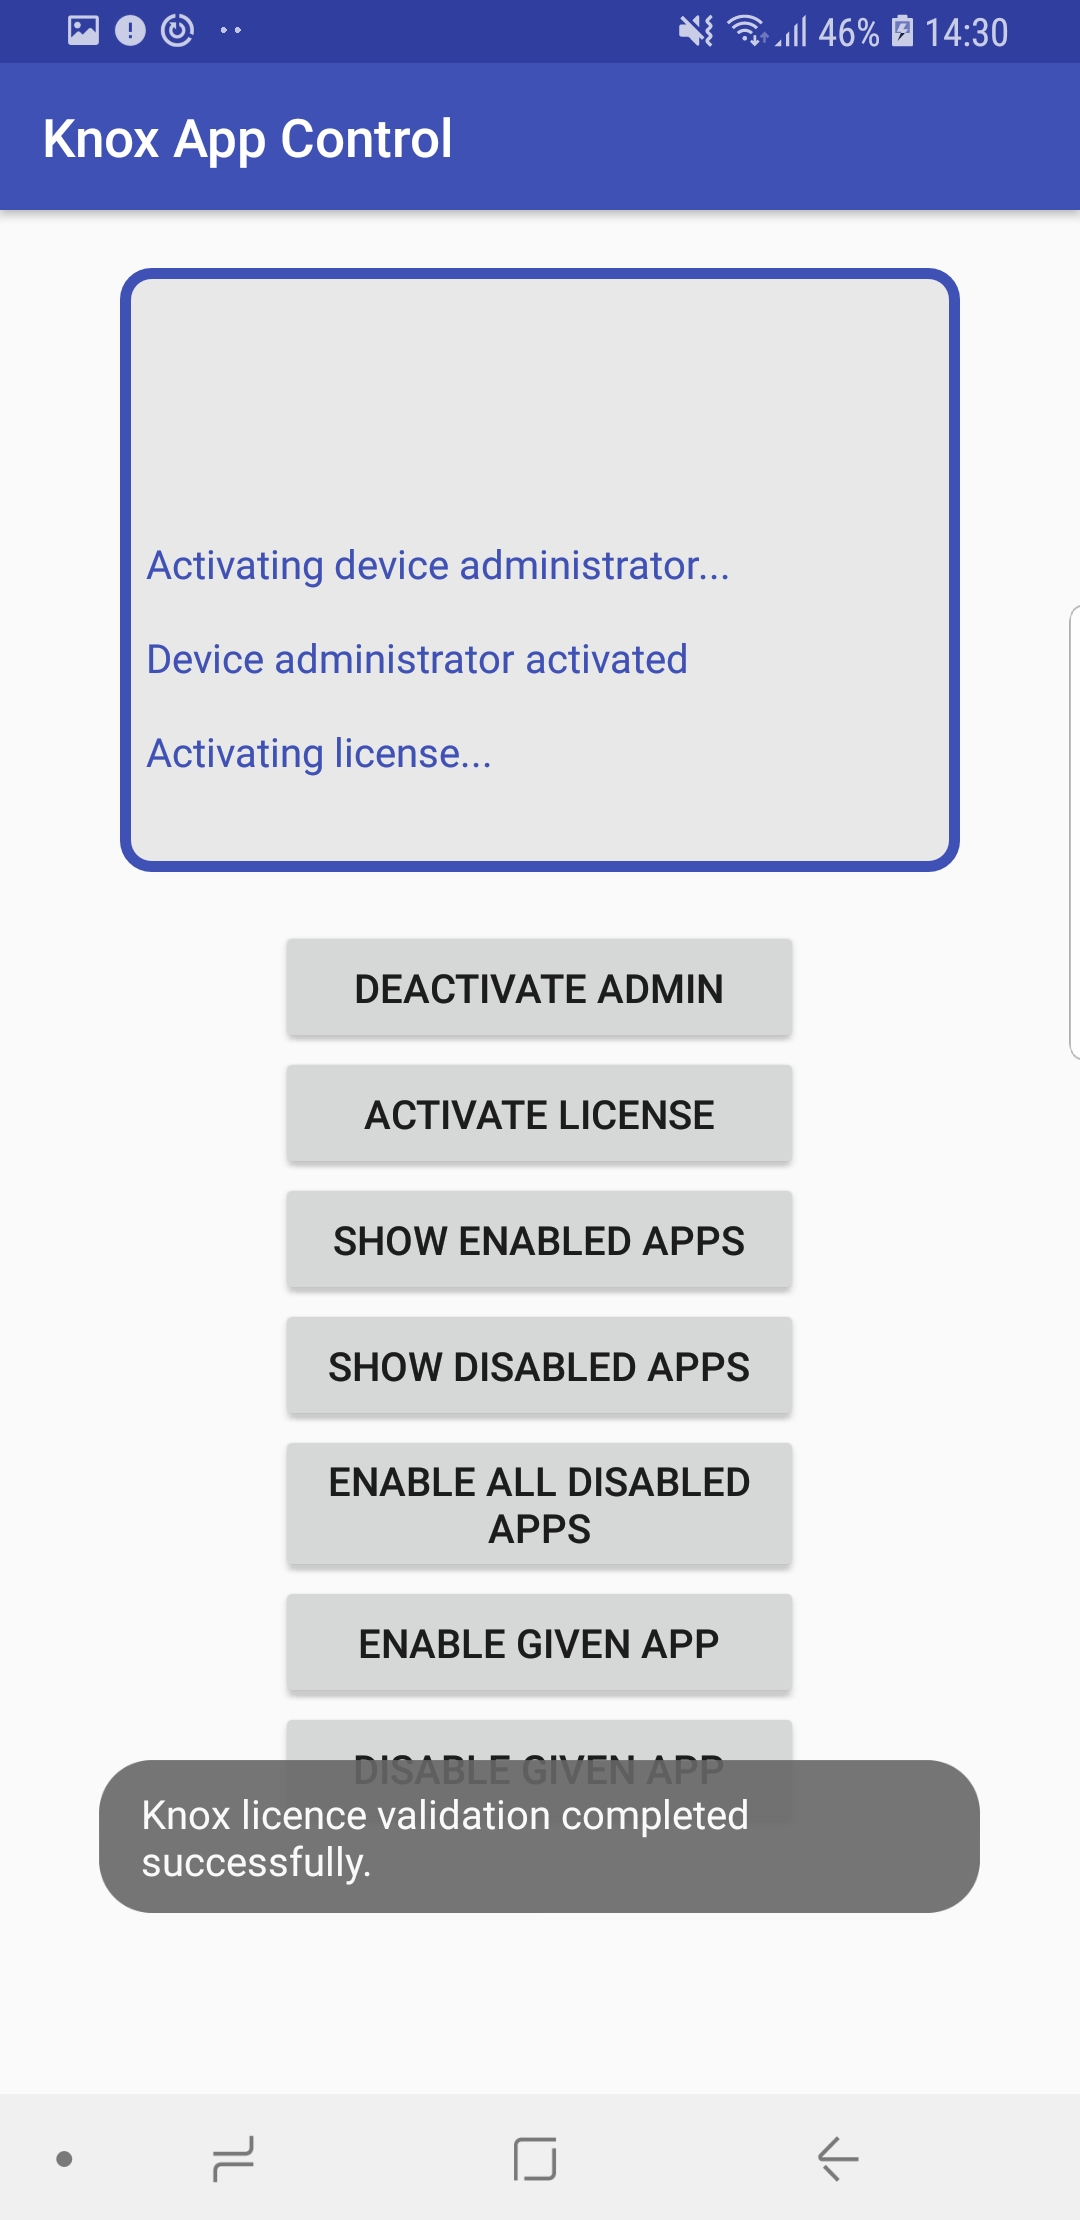 46% 14:30
Knox App Control
Activating device administrator...
Device administrator activated
Activating license...
DEACTIVATE ADMIN
ACTIVATE LICENSE
SHOW ENABLED APPS
SHOW DISABLED APPS
ENABLE ALL DISABLED
APPS
ENABLE GIVEN APP
DISABLE GIVEN APP
Knox licence validation completed
successfully.